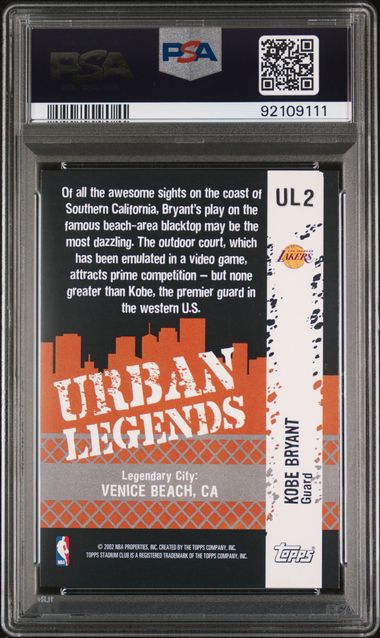 PSA
PSA
92109111
Of all the awesome sights on the coast of
Southern California, Bryant's play on the
famous beach-area blacktop may be the
most dazzling. The outdoor court, which
has been emulated in a video game,
attracts prime competition – but none
greater than Kobe, the premier guard in
the western U.S.
UL2
LAKERS
URBAN
LEGENDS
Legendary City:
VENICE BEACH, CA
KOBE BRYANT
Guard
NBA
© 2002 NBA PROPERTIES, INC. CREATED BY THE TOPPS COMPANY, INC.
TOPPS STADIUM CLUB IS A REGISTERED TRADEMARK OF THE TOPPS COMPANY, INC.
topps